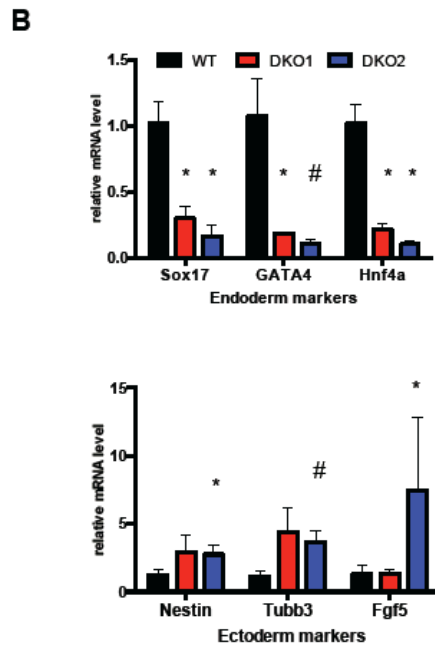 B
WT DKO1 DKO2
relative mRNA level
1.5
1.0
0.5
0.0
* * * # * *
Sox17 GATA4 Hnf4a
Endoderm markers
relative mRNA level
15
10
5
0
* # *
Nestin Tubb3 Fgf5
Ectoderm markers